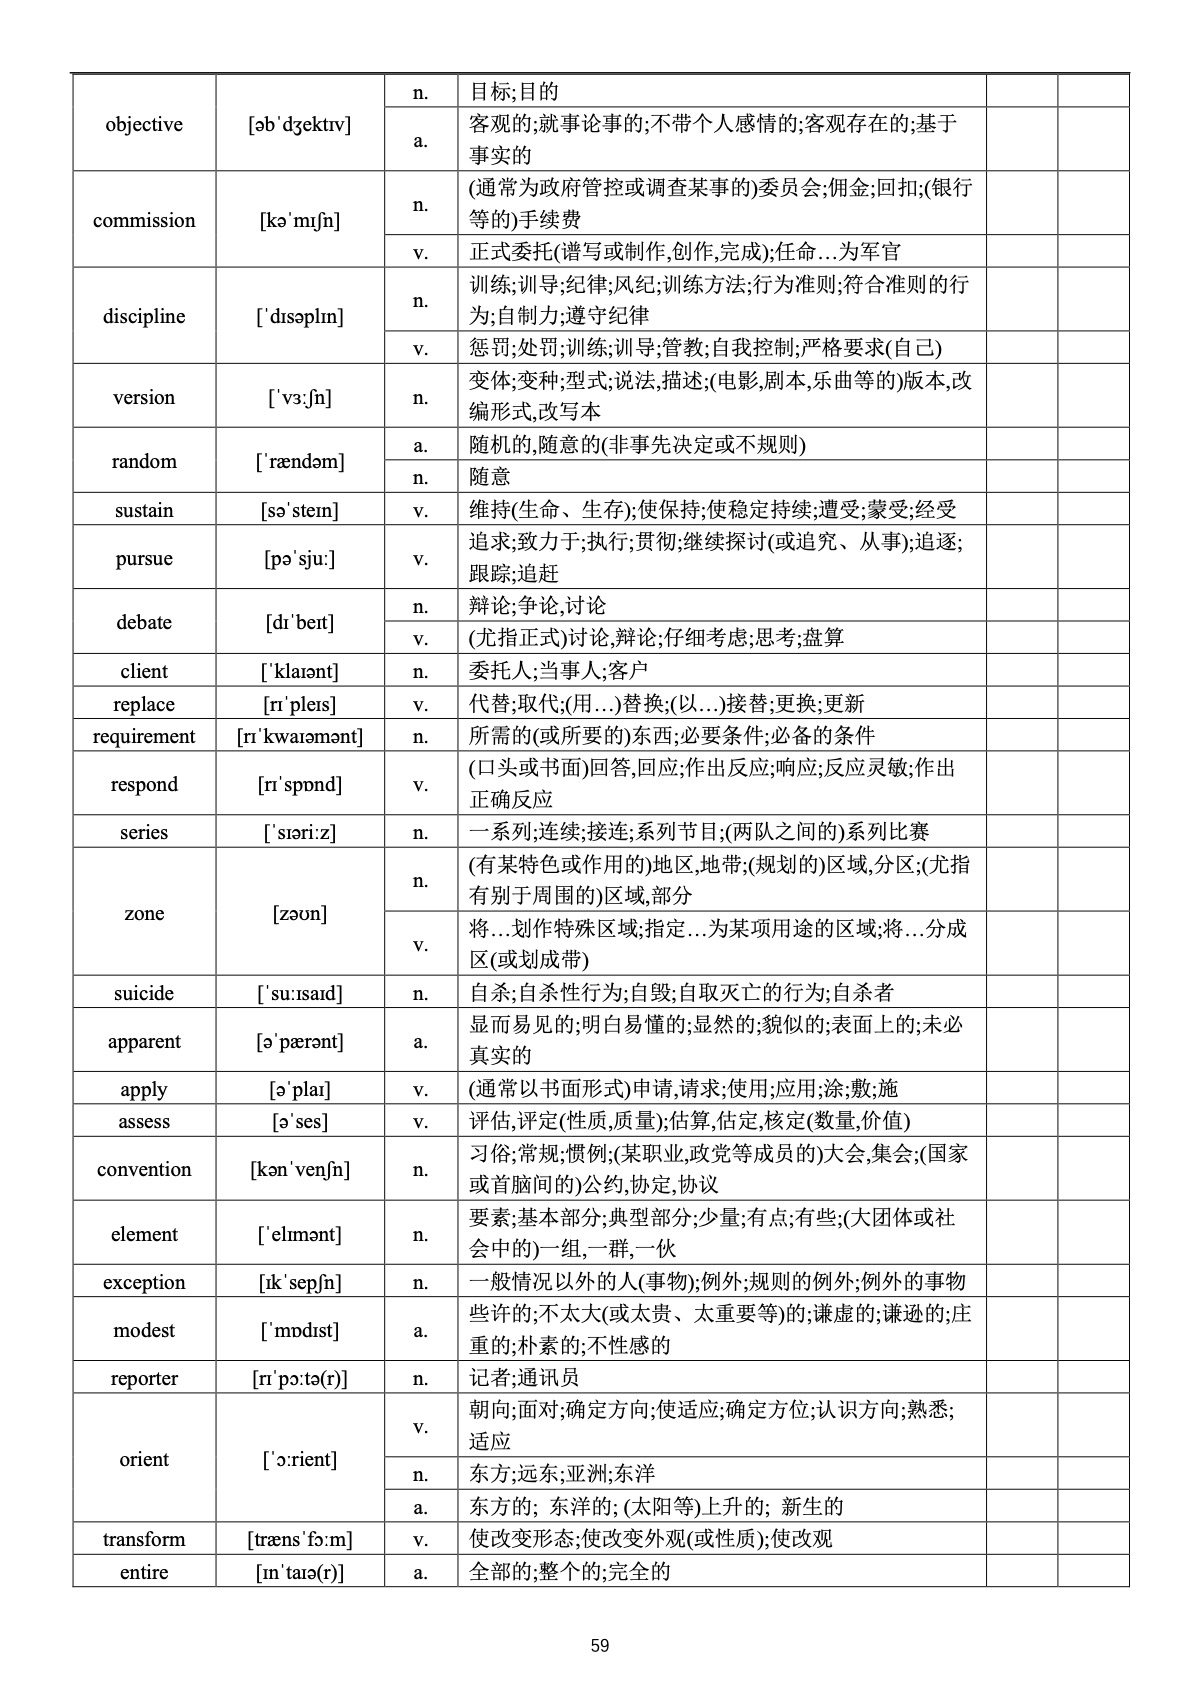 objective [əbˈdʒektɪv] n. 目标;目的
a. 客观的;就事论事的;不带个人感情的;客观存在的;基于
事实的
commission [kəˈmɪʃn] n. (通常为政府管控或调查某事的)委员会;佣金;回扣;(银行
等的)手续费
v. 正式委托(谱写或制作,创作,完成);任命…为军官
discipline [ˈdɪsəplɪn] n. 训练;训导;纪律;风纪;训练方法;行为准则;符合准则的行
为;自制力;遵守纪律
v. 惩罚;处罚;训练;训导;管教;自我控制;严格要求(自己)
version [ˈvɜːʃn] n. 变体;变种;型式;说法,描述;(电影,剧本,乐曲等的)版本,改
编形式,改写本
random [ˈrændəm] a. 随机的,随意的(非事先决定或不规则)
n. 随意
sustain [səˈsteɪn] v. 维持(生命、生存);使保持;使稳定持续;遭受;蒙受;经受
pursue [pəˈsjuː] v. 追求;致力于;执行;贯彻;继续探讨(或追究、从事);追逐;
跟踪;追赶
debate [dɪˈbeɪt] n. 辩论;争论,讨论
v. (尤指正式)讨论,辩论;仔细考虑;思考;盘算
client [ˈklaɪənt] n. 委托人;当事人;客户
replace [rɪˈpleɪs] v. 代替;取代;(用…)替换;(以…)接替;更换;更新
requirement [rɪˈkwaɪəmənt] n. 所需的(或所要的)东西;必要条件;必备的条件
respond [rɪˈspɒnd] v. (口头或书面)回答,回应;作出反应;响应;反应灵敏;作出
正确反应
series [ˈsɪəriːz] n. 一系列;连续;接连;系列节目;(两队之间的)系列比赛
zone [zəʊn] n. (有某特色或作用的)地区,地带;(规划的)区域,分区;(尤指
有别于周围的)区域,部分
v. 将…划作特殊区域;指定…为某项用途的区域;将…分成
区(或划成带)
suicide [ˈsuːɪsaɪd] n. 自杀;自杀性行为;自毁;自取灭亡的行为;自杀者
apparent [əˈpærənt] a. 显而易见的;明白易懂的;显然的;貌似的;表面上的;未必
真实的
apply [əˈplaɪ] v. (通常以书面形式)申请,请求;使用;应用;涂;敷;施
assess [əˈses] v. 评估,评定(性质,质量);估算,估定,核定(数量,价值)
convention [kənˈvenʃn] n. 习俗;常规;惯例;(某职业,政党等成员的)大会,集会;(国家
或首脑间的)公约,协定,协议
element [ˈelɪmənt] n. 要素;基本部分;典型部分;少量;有点;有些;(大团体或社
会中的)一组,一群,一伙
exception [ɪkˈsepʃn] n. 一般情况以外的人(事物);例外;规则的例外;例外的事物
modest [ˈmɒdɪst] a. 些许的;不太大(或太贵、太重要等)的;谦虚的;谦逊的;庄
重的;朴素的;不性感的
reporter [rɪˈpɔːtə(r)] n. 记者;通讯员
orient [ˈɔːrient] v. 朝向;面对;确定方向;使适应;确定方位;认识方向;熟悉;
适应
n. 东方;远东;亚洲;东洋
a. 东方的; 东洋的; (太阳等)上升的; 新生的
transform [trænsˈfɔːm] v. 使改变形态;使改变外观(或性质);使改观
entire [ɪnˈtaɪə(r)] a. 全部的;整个的;完全的
59